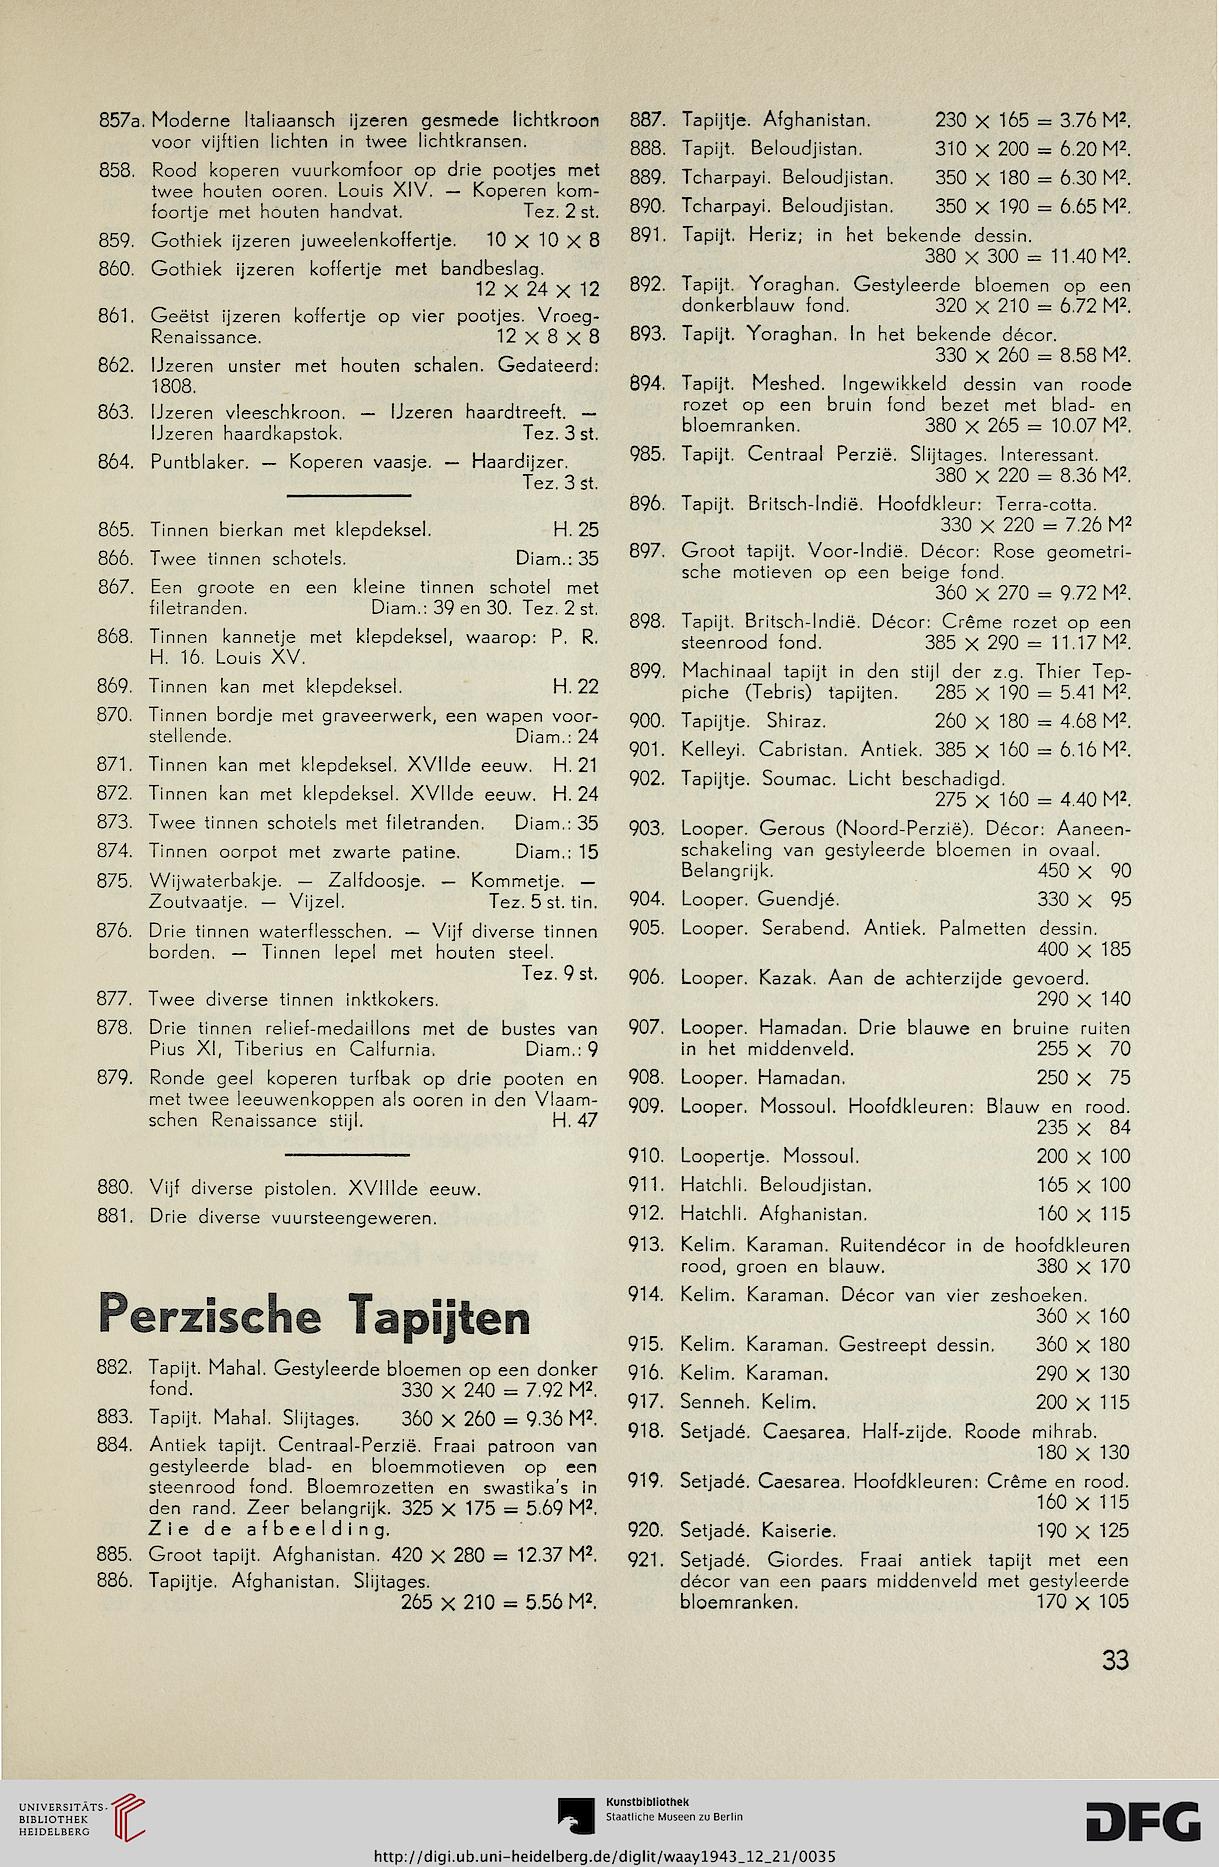 857a. Moderne Italiaansch ijzeren gesmede lichtkroon
voor vijftien lichten in twee lichtkransen.
858. Rood koperen vuurkomfoor op drie pootjes met
twee houten ooren. Louis XIV. — Koperen kom-
foortje met houten handvat. Tez. 2 st.
859. Gothiek ijzeren juweelenkoffertje. 10 × 10 × 8
860. Gothiek ijzeren koffertje met bandbeslag.
12 × 24 × 12
861. Geëtst ijzeren koffertje op vier pootjes. Vroeg-
Renaissance. 12 × 8 × 8
862. IJzeren unster met houten schalen. Gedateerd:
1808.
863. IJzeren vleeschkroon. — IJzeren haardtreeft. —
IJzeren haardkapstok. Tez. 3 st.
864. Puntblaker. — Koperen vaasje. — Haardijzer.
Tez. 3 st.
865. Tinnen bierkan met klepdeksel. H. 25
866. Twee tinnen schotels. Diam.: 35
867. Een groote en een kleine tinnen schotel met
filetranden. Diam.: 39 en 30. Tez. 2 st.
868. Tinnen kannetje met klepdeksel, waarop: P. R.
H. 16. Louis XV.
869. Tinnen kan met klepdeksel. H. 22
870. Tinnen bordje met graveerwerk, een wapen voor-
stellende. Diam.: 24
871. Tinnen kan met klepdeksel. XVIIde eeuw. H. 21
872. Tinnen kan met klepdeksel. XVIIde eeuw. H. 24
873. Twee tinnen schotels met filetranden. Diam.: 35
874. Tinnen oorpot met zwarte patine. Diam.: 15
875. Wijwaterbakje. — Zalfdoosje. — Kommetje. —
Zoutvaatje. — Vijzel. Tez. 5 st. tin.
876. Drie tinnen waterflesschen. — Vijf diverse tinnen
borden. — Tinnen lepel met houten steel.
Tez. 9 st.
877. Twee diverse tinnen inktkokers.
878. Drie tinnen relief-medaillons met de bustes van
Pius XI, Tiberius en Calfurnia. Diam.: 9
879. Ronde geel koperen turfbak op drie pooten en
met twee leeuwenkoppen als ooren in den Vlaam-
schen Renaissance stijl. H. 47
880. Vijf diverse pistolen. XVIIIde eeuw.
881. Drie diverse vuursteengeweren.
Perzische Tapijten
882. Tapijt. Mahal. Gestyleerde bloemen op een donker
fond. 330 × 240 = 7.92 M².
883. Tapijt. Mahal. Slijtages. 360 × 260 = 9.36 M².
884. Antiek tapijt. Centraal-Perzië. Fraai patroon van
gestyleerde blad- en bloemmotieven op een
steenrood fond. Bloemrozetten en swastika's in
den rand. Zeer belangrijk. 325 × 175 = 5.69 M².
Zie de afbeelding.
885. Groot tapijt. Afghanistan. 420 × 280 = 12.37 M².
886. Tapijtje. Afghanistan. Slijtages.
265 × 210 = 5.56 M².
887. Tapijtje. Afghanistan. 230 × 165 = 3.76 M².
888. Tapijt. Beloudjistan. 310 × 200 = 6.20 M².
889. Tcharpayi. Beloudjistan. 350 × 180 = 6.30 M².
890. Tcharpayi. Beloudjistan. 350 × 190 = 6.65 M².
891. Tapijt. Heriz; in het bekende dessin.
380 × 300 = 11.40 M².
892. Tapijt. Yoraghan. Gestyleerde bloemen op een
donkerblauw fond. 320 × 210 = 6.72 M².
893. Tapijt. Yoraghan. In het bekende décor.
330 × 260 = 8.58 M².
894. Tapijt. Meshed. Ingewikkeld dessin van roode
rozet op een bruin fond bezet met blad- en
bloemranken. 380 × 265 = 10.07 M².
985. Tapijt. Centraal Perzië. Slijtages. Interessant.
380 × 220 = 8.36 M².
896. Tapijt. Britsch-Indië. Hoofdkleur: Terra-cotta.
330 × 220 = 7.26 M²
897. Groot tapijt. Voor-Indië. Décor: Rose geometri-
sche motieven op een beige fond.
360 × 270 = 9.72 M².
898. Tapijt. Britsch-Indië. Décor: Crême rozet op een
steenrood fond. 385 × 290 = 11.17 M².
899. Machinaal tapijt in den stijl der z.g. Thier Tep-
piche (Tebris) tapijten. 285 × 190 = 5.41 M².
900. Tapijtje. Shiraz. 260 × 180 = 4.68 M².
901. Kelleyi. Cabristan. Antiek. 385 × 160 = 6.16 M².
902. Tapijtje. Soumac. Licht beschadigd.
275 × 160 = 4.40 M².
903. Looper. Gerous (Noord-Perzië). Décor: Aaneen-
schakeling van gestyleerde bloemen in ovaal.
Belangrijk. 450 × 90
904. Looper. Guendjé. 330 × 95
905. Looper. Serabend. Antiek. Palmetten dessin.
400 × 185
906. Looper. Kazak. Aan de achterzijde gevoerd.
290 × 140
907. Looper. Hamadan. Drie blauwe en bruine ruiten
in het middenveld. 255 × 70
908. Looper. Hamadan. 250 × 75
909. Looper. Mossoul. Hoofdkleuren: Blauw en rood.
235 × 84
910. Loopertje. Mossoul. 200 × 100
911. Hatchli. Beloudjistan. 165 × 100
912. Hatchli. Afghanistan. 160 × 115
913. Kelim. Karaman. Ruitendécor in de hoofdkleuren
rood, groen en blauw. 380 × 170
914. Kelim. Karaman. Décor van vier zeshoeken.
360 × 160
915. Kelim. Karaman. Gestreept dessin. 360 × 180
916. Kelim. Karaman. 290 × 130
917. Senneh. Kelim. 200 × 115
918. Setjadé. Caesarea. Half-zijde. Roode mihrab.
180 × 130
919. Setjadé. Caesarea. Hoofdkleuren: Crême en rood.
160 × 115
920. Setjadé. Kaiserie. 190 × 125
921. Setjadé. Giordes. Fraai antiek tapijt met een
décor van een paars middenveld met gestyleerde
bloemranken. 170 × 105
33
UNIVERSITÄTS-
BIBLIOTHEK
HEIDELBERG
Kunstbibliothek
Staatliche Museen zu Berlin
DFG
http://digi.ub.uni-heidelberg.de/diglit/waay1943_12_21/0035